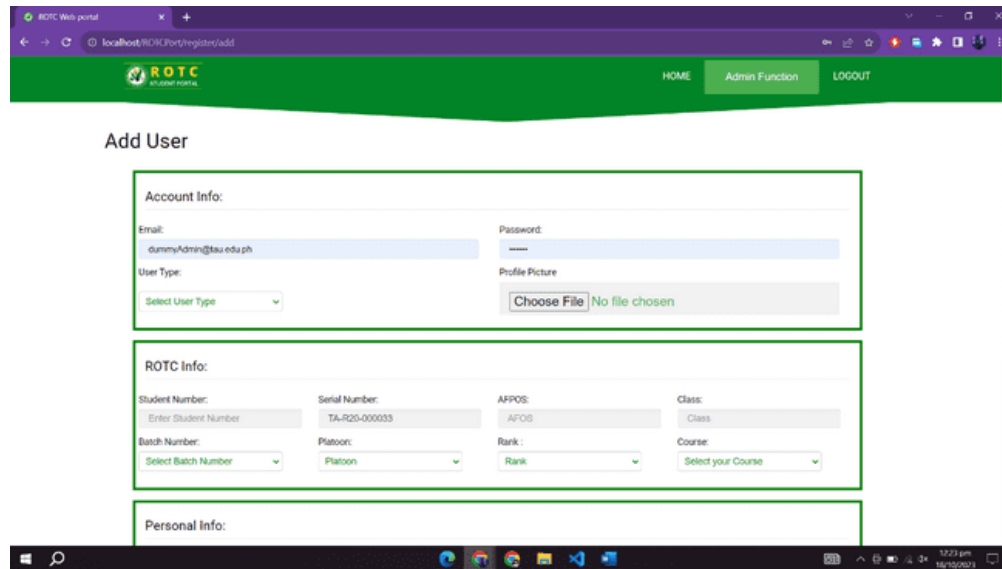 ROTC Web portal
localhost/ROTCPort/register/add
ROTC
STUDENT PORTAL
HOME Admin Function LOGOUT
Add User
Account Info:
Email: Password:
dummyAdmin@tau.edu.ph ••••••
User Type: Profile Picture
Select User Type Choose File No file chosen
ROTC Info:
Student Number: Serial Number: AFPOS: Class:
Enter Student Number TA-R20-000033 AFOS Class
Batch Number: Platoon: Rank : Course:
Select Batch Number Platoon Rank Select your Course
Personal Info:
12:23 pm
18/10/2023